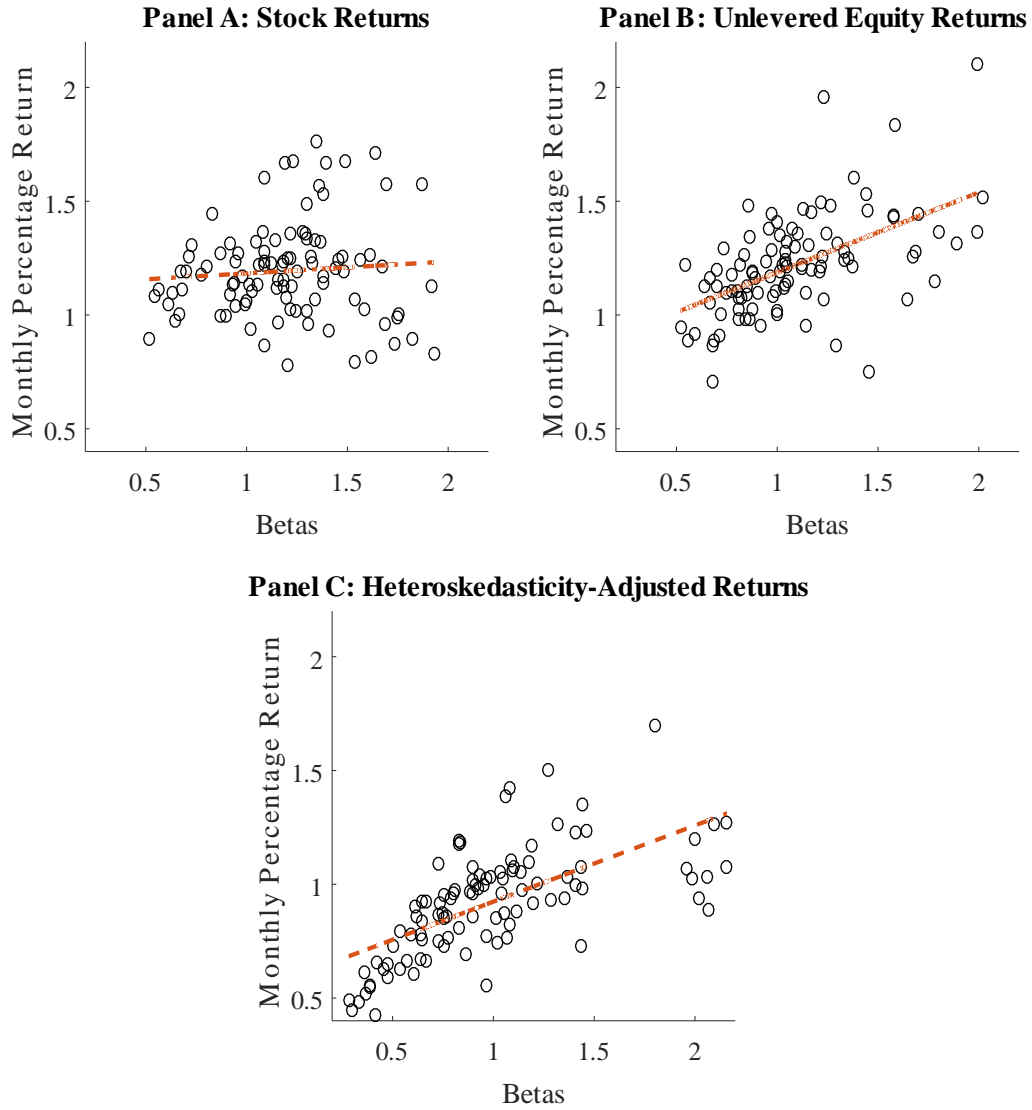 Panel A: Stock Returns
Monthly Percentage Return
2
1.5
1
0.5
0.5 1 1.5 2
Betas
Panel B: Unlevered Equity Returns
Monthly Percentage Return
2
1.5
1
0.5
0.5 1 1.5 2
Betas
Panel C: Heteroskedasticity-Adjusted Returns
Monthly Percentage Return
2
1.5
1
0.5
0.5 1 1.5 2
Betas